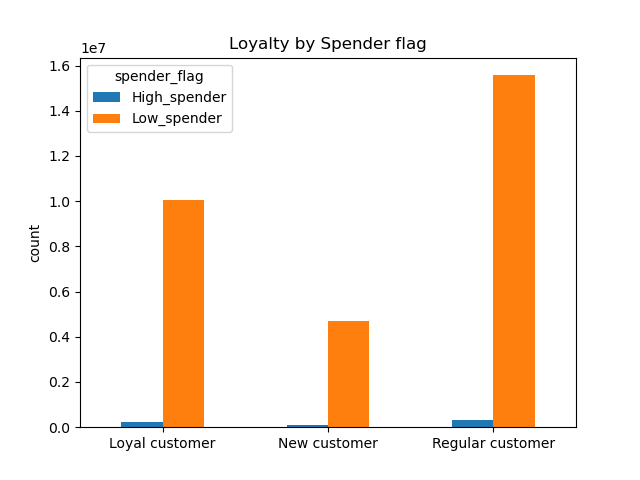 Loyalty by Spender flag
1e7
spender_flag
High_spender
Low_spender
1.6
1.4
1.2
1.0
0.8
0.6
0.4
0.2
0.0
count
Loyal customer
New customer
Regular customer